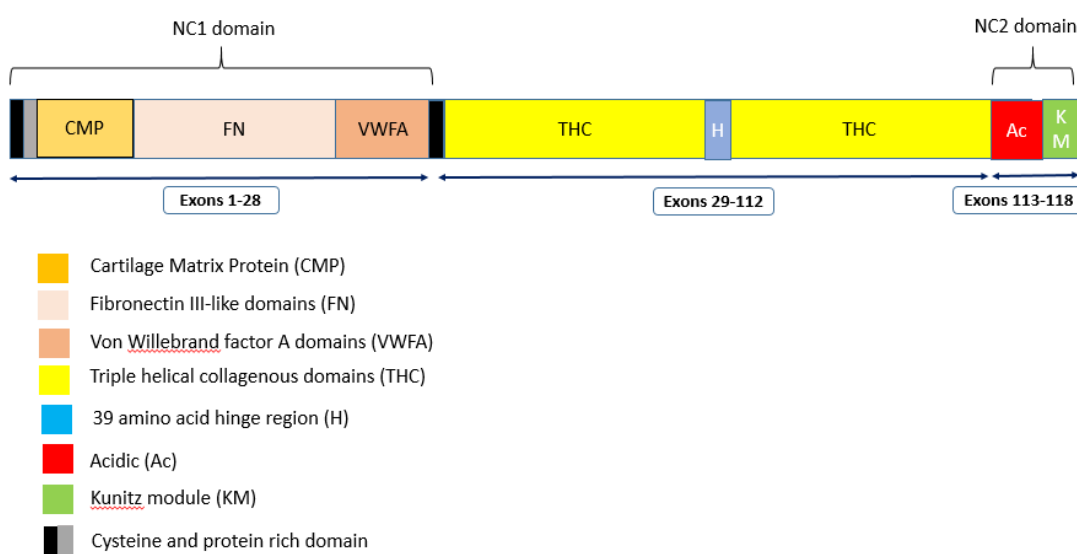 NC1 domain
NC2 domain
CMP
FN
VWFA
THC
H
THC
Ac
K
M
Exons 1-28
Exons 29-112
Exons 113-118
Cartilage Matrix Protein (CMP)
Fibronectin III-like domains (FN)
Von Willebrand factor A domains (VWFA)
Triple helical collagenous domains (THC)
39 amino acid hinge region (H)
Acidic (Ac)
Kunitz module (KM)
Cysteine and protein rich domain